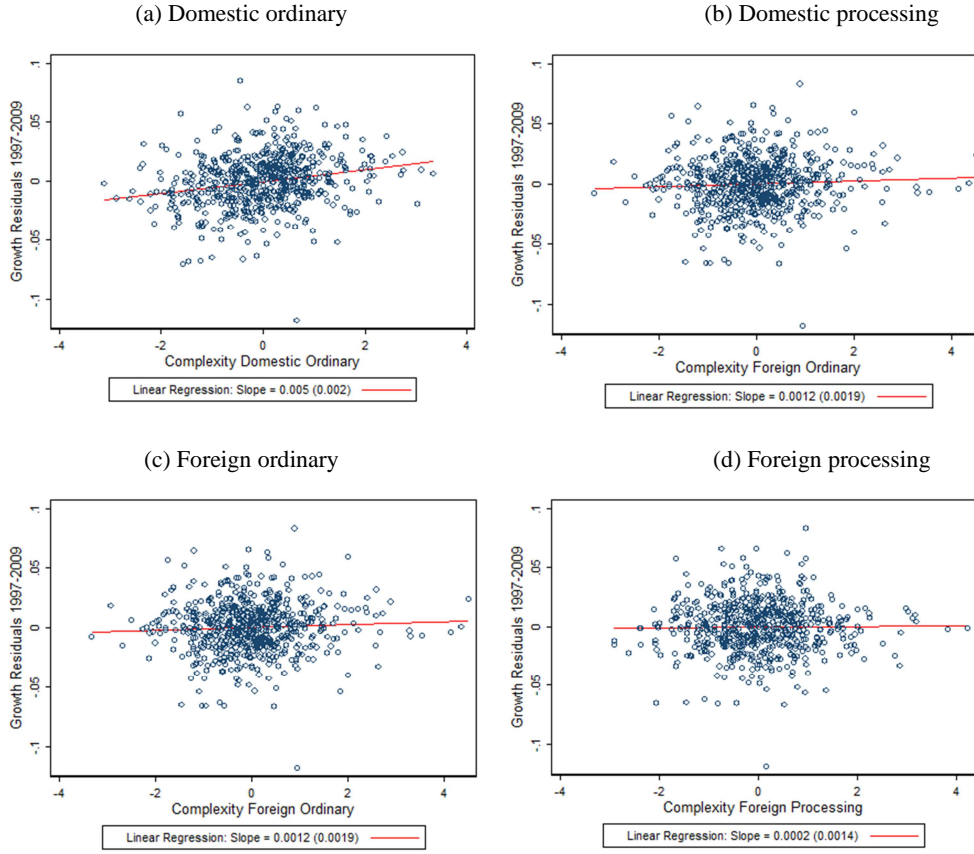 (a) Domestic ordinary
(b) Domestic processing
Growth Residuals 1997-2009
.1
.05
0
-.05
-.1
-4
-2
0
2
4
Complexity Domestic Ordinary
Linear Regression: Slope = 0.005 (0.002)
Growth Residuals 1997-2009
.1
.05
0
-.05
-.1
-4
-2
0
2
4
Complexity Foreign Ordinary
Linear Regression: Slope = 0.0012 (0.0019)
(c) Foreign ordinary
(d) Foreign processing
Growth Residuals 1997-2009
.1
.05
0
-.05
-.1
-4
-2
0
2
4
Complexity Foreign Ordinary
Linear Regression: Slope = 0.0012 (0.0019)
Growth Residuals 1997-2009
.1
.05
0
-.05
-.1
-4
-2
0
2
4
Complexity Foreign Processing
Linear Regression: Slope = 0.0002 (0.0014)